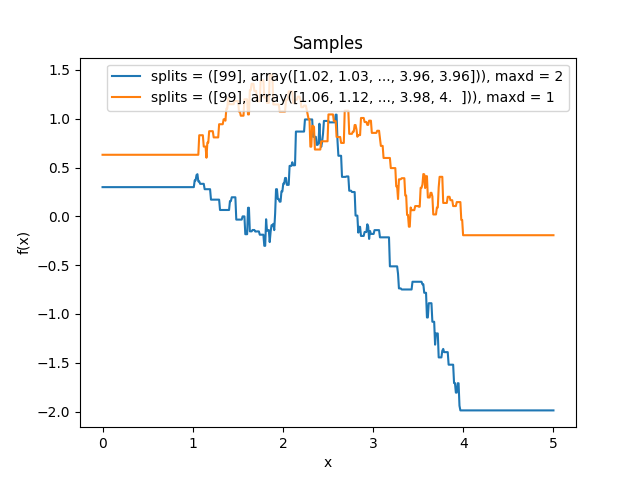 Samples
splits = ([99], array([1.02, 1.03, ..., 3.96, 3.96])), maxd = 2
splits = ([99], array([1.06, 1.12, ..., 3.98, 4.  ])), maxd = 1
1.5
1.0
0.5
0.0
−0.5
−1.0
−1.5
−2.0
f(x)
0 1 2 3 4 5
x